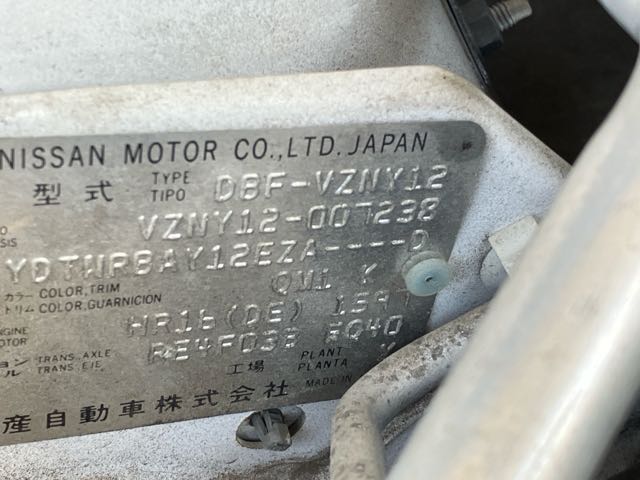 NISSAN MOTOR CO., LTD. JAPAN
型式 TYPE TIPO DBF-VZNY12
VZNY12-007238
YDTWRBAY12EZA----D
カラー COLOR, TRIM QM1 K
トリム COLOR, GUARNICION
HR16(DE) 1597
TRANS. AXLE RE4F03B FQ40
TRANS. EJE
工場 PLANT PLANTA
MADE IN
産自動車株式会社